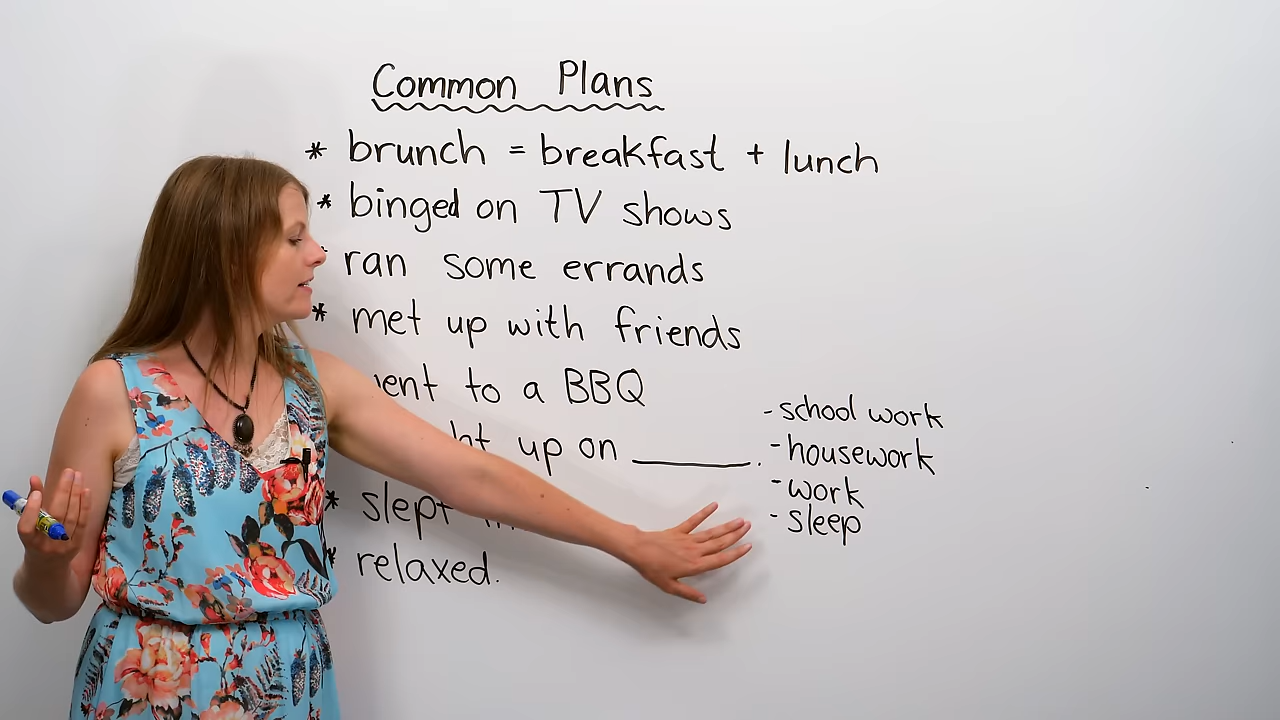 Common Plans
* brunch = breakfast + lunch
* binged on TV shows
ran some errands
* met up with friends
to a BBQ
up on ______.
- school work
- housework
- work
- sleep
* slept
* relaxed.